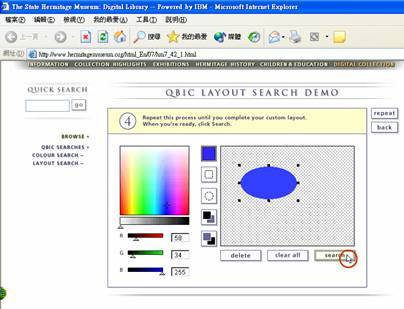 The State Hermitage Museum: Digital Library -- Powered by IBM - Microsoft Internet Explorer
檔案(F) 編輯(E) 檢視(V) 我的最愛(A) 工具(T) 說明(H)
上一頁 搜尋 我的最愛
網址(D) http://www.hermitagemuseum.org/html_En/07/hm7_42_1.html
INFORMATION COLLECTION HIGHLIGHTS EXHIBITIONS HERMITAGE HISTORY CHILDREN & EDUCATION DIGITAL COLLECTION
QUICK SEARCH
go
BROWSE
QBIC SEARCHES
COLOUR SEARCH
LAYOUT SEARCH
QBIC LAYOUT SEARCH DEMO
4 Repeat this process until you complete your custom layout.
When you're ready, click Search.
repeat
back
R 58
G 34
B 255
delete clear all search